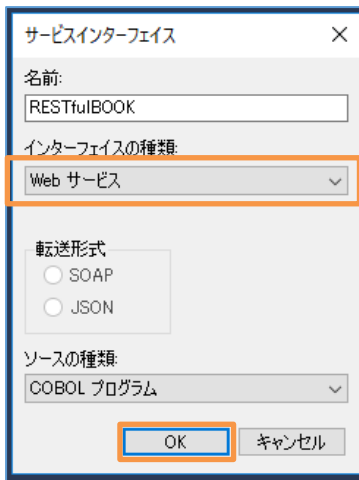 サービスインターフェイス
名前:
RESTfulBOOK
インターフェイスの種類:
Web サービス
転送形式
SOAP
JSON
ソースの種類:
COBOL プログラム
OK キャンセル